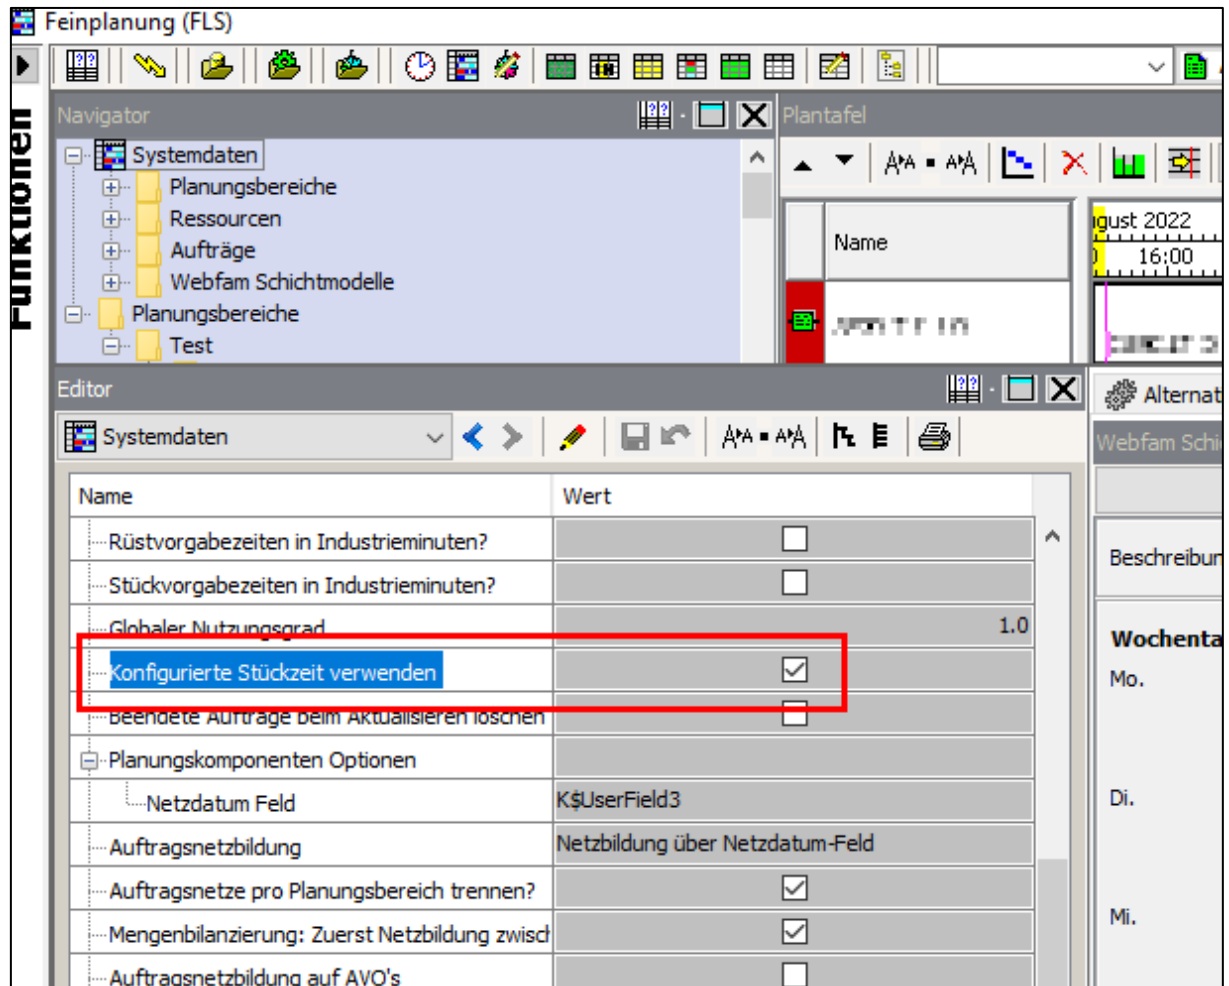 Feinplanung (FLS)
Funktionen
Navigator
Systemdaten
Planungsbereiche
Ressourcen
Aufträge
Webfam Schichtmodelle
Planungsbereiche
Test
Plantafel
Name
gust 2022
16:00
Editor
Systemdaten
Name Wert
Rüstvorgabezeiten in Industrieminuten?
Stückvorgabezeiten in Industrieminuten?
Globaler Nutzungsgrad 1.0
Konfigurierte Stückzeit verwenden
Beendete Aufträge beim Aktualisieren löschen
Planungskomponenten Optionen
Netzdatum Feld K$UserField3
Auftragsnetzbildung Netzbildung über Netzdatum-Feld
Auftragsnetze pro Planungsbereich trennen?
Mengenbilanzierung: Zuerst Netzbildung zwisch
Auftragsnetzbildung auf AVO's
Alternat
Webfam Schi
Beschreibun
Wochenta
Mo.
Di.
Mi.